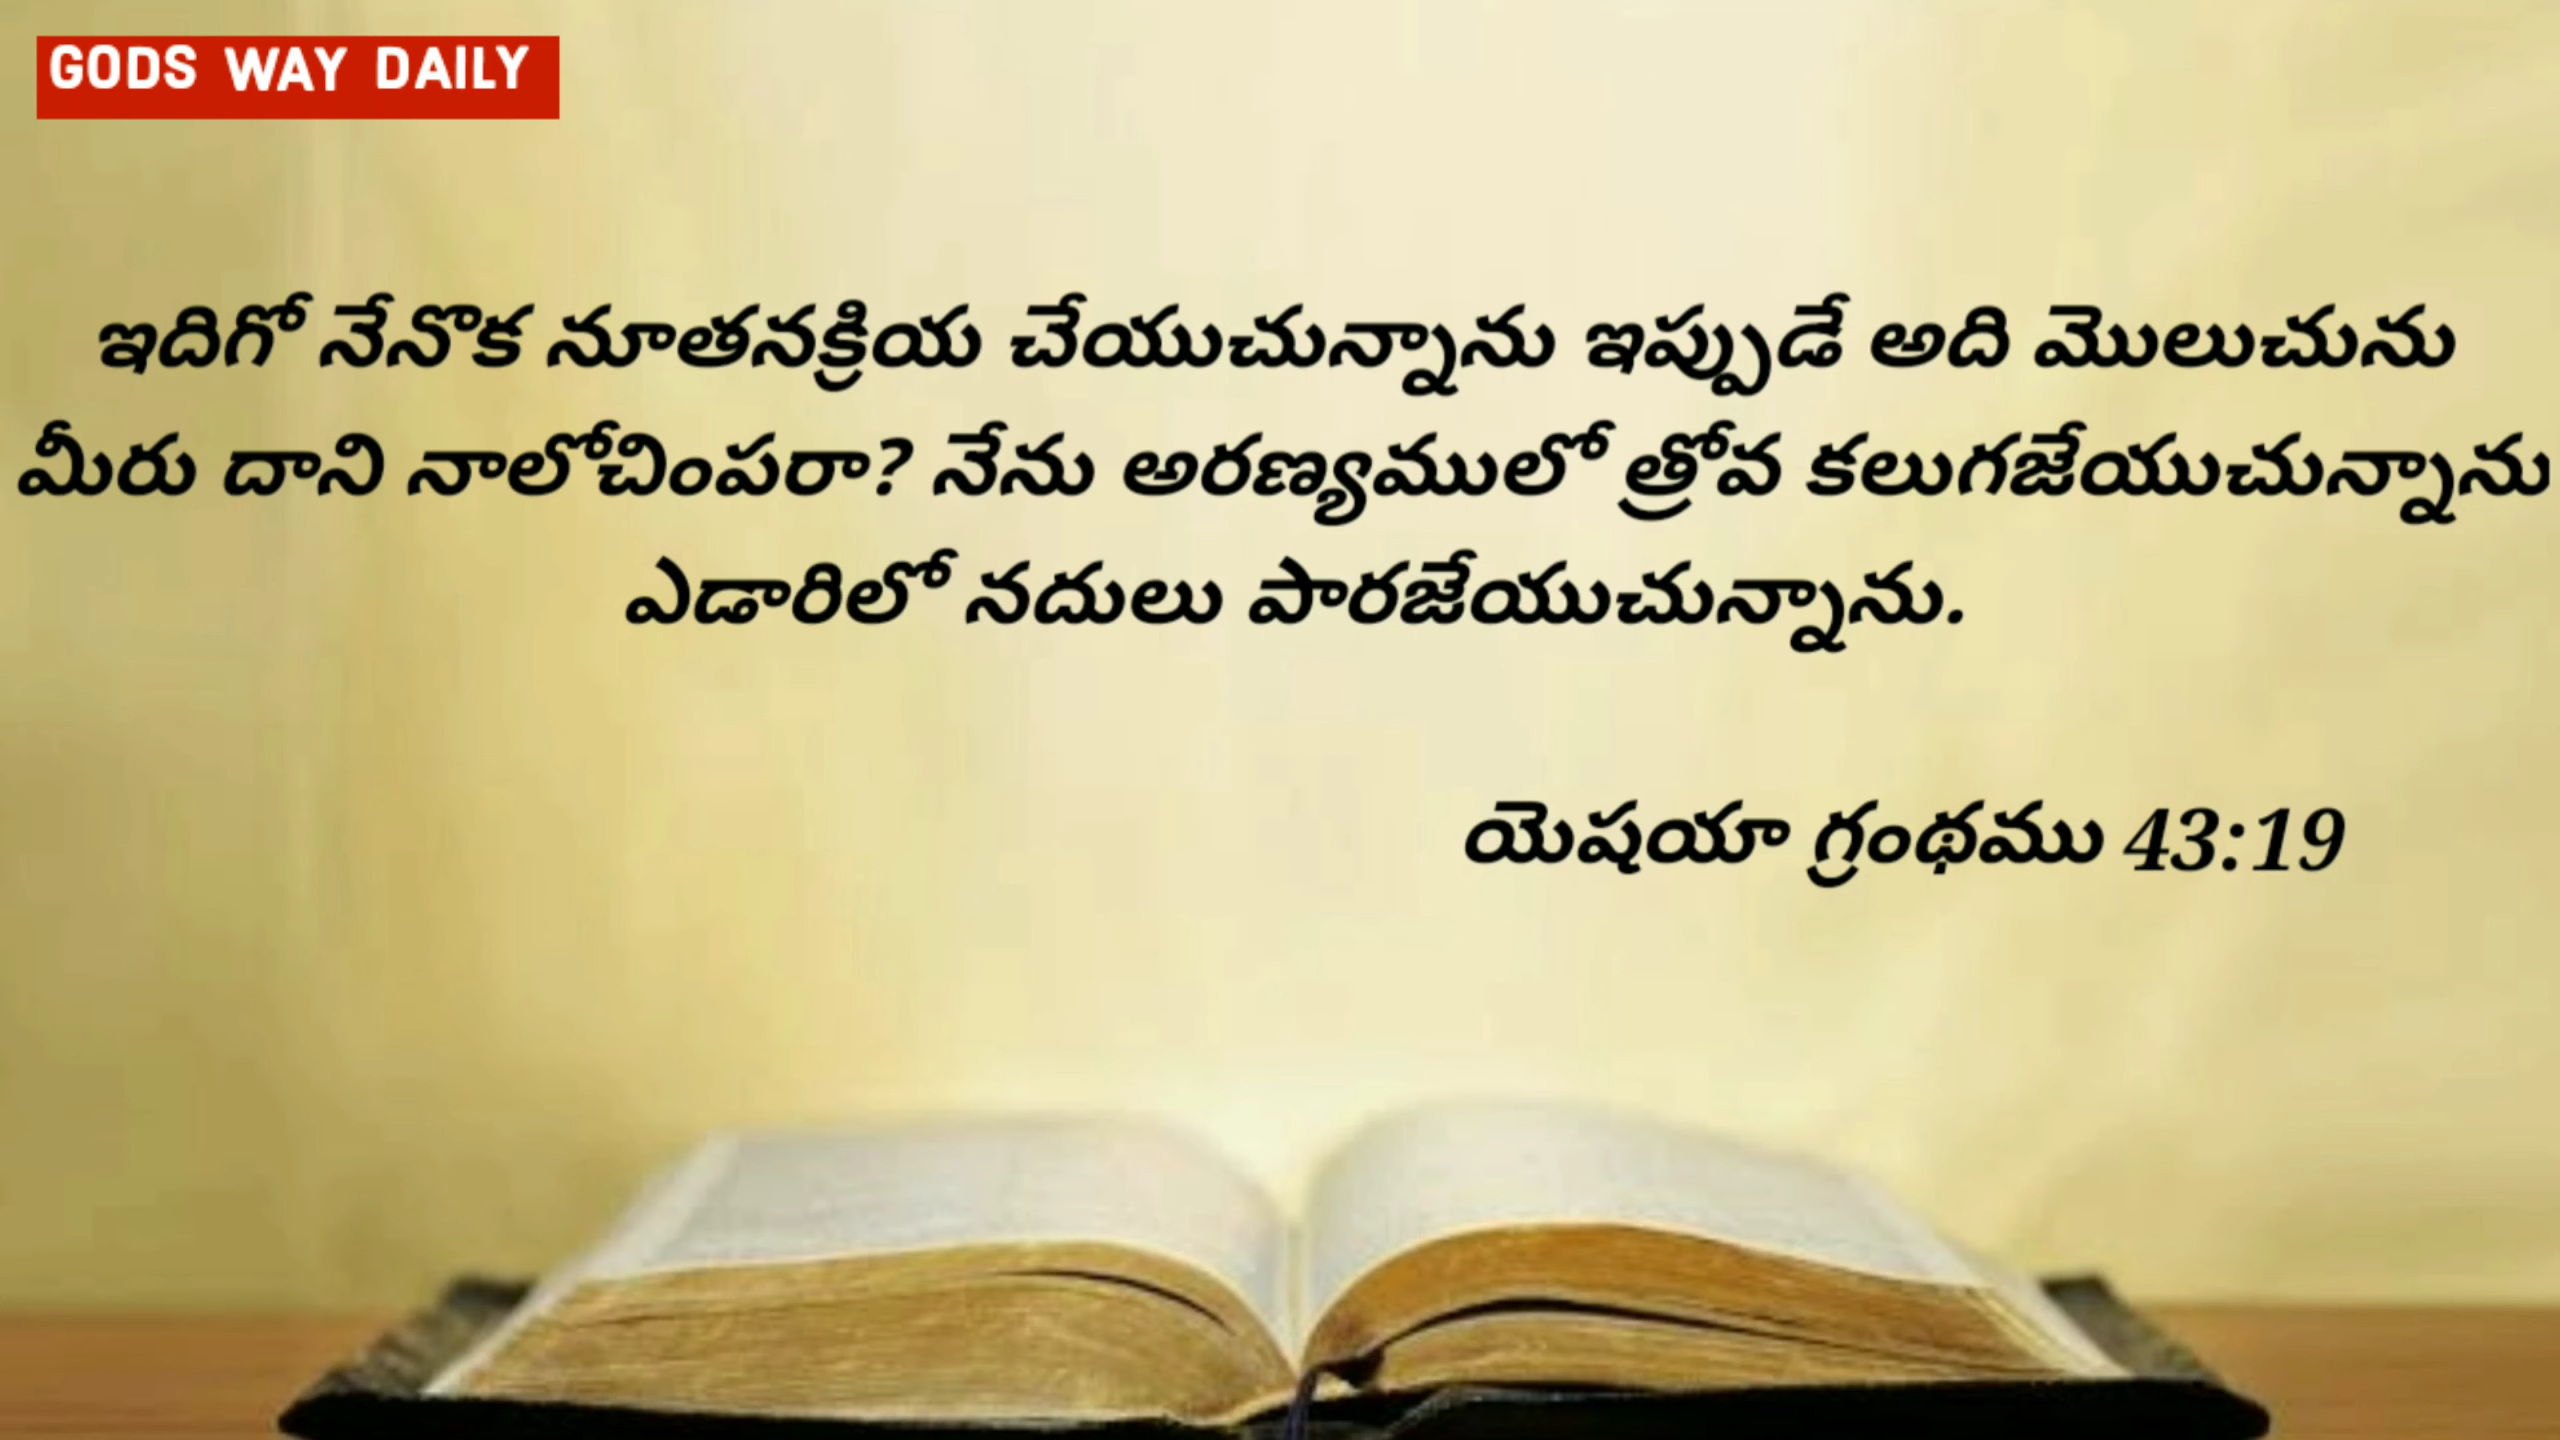 GODS WAY DAILY
ఇదిగో నేనొక నూతనక్రియ చేయుచున్నాను ఇప్పుడే అది మొలుచును
మీరు దాని నాలోచింపరా? నేను అరణ్యములో త్రోవ కలుగజేయుచున్నాను
ఎడారిలో నదులు పారజేయుచున్నాను.
యెషయా గ్రంథము 43:19